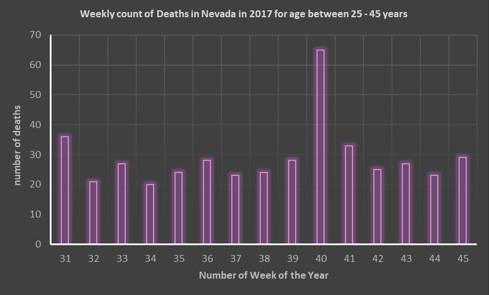 Weekly count of Deaths in Nevada in 2017 for age between 25 - 45 years
number of deaths
70
60
50
40
30
20
10
0
31 32 33 34 35 36 37 38 39 40 41 42 43 44 45
Number of Week of the Year